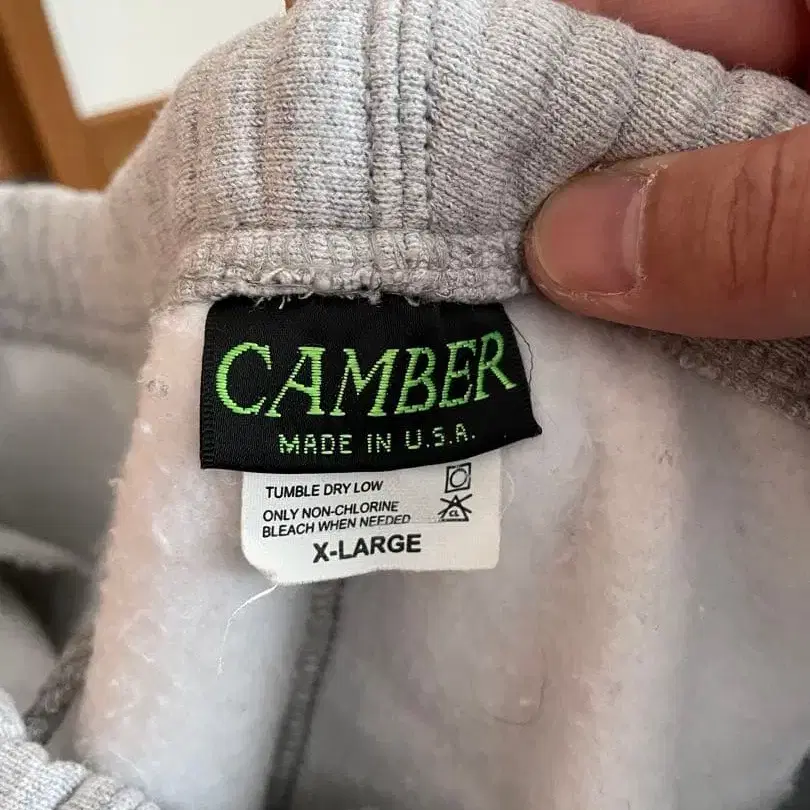 CAMBER
MADE IN U.S.A.
TUMBLE DRY LOW
ONLY NON-CHLORINE
BLEACH WHEN NEEDED
X-LARGE